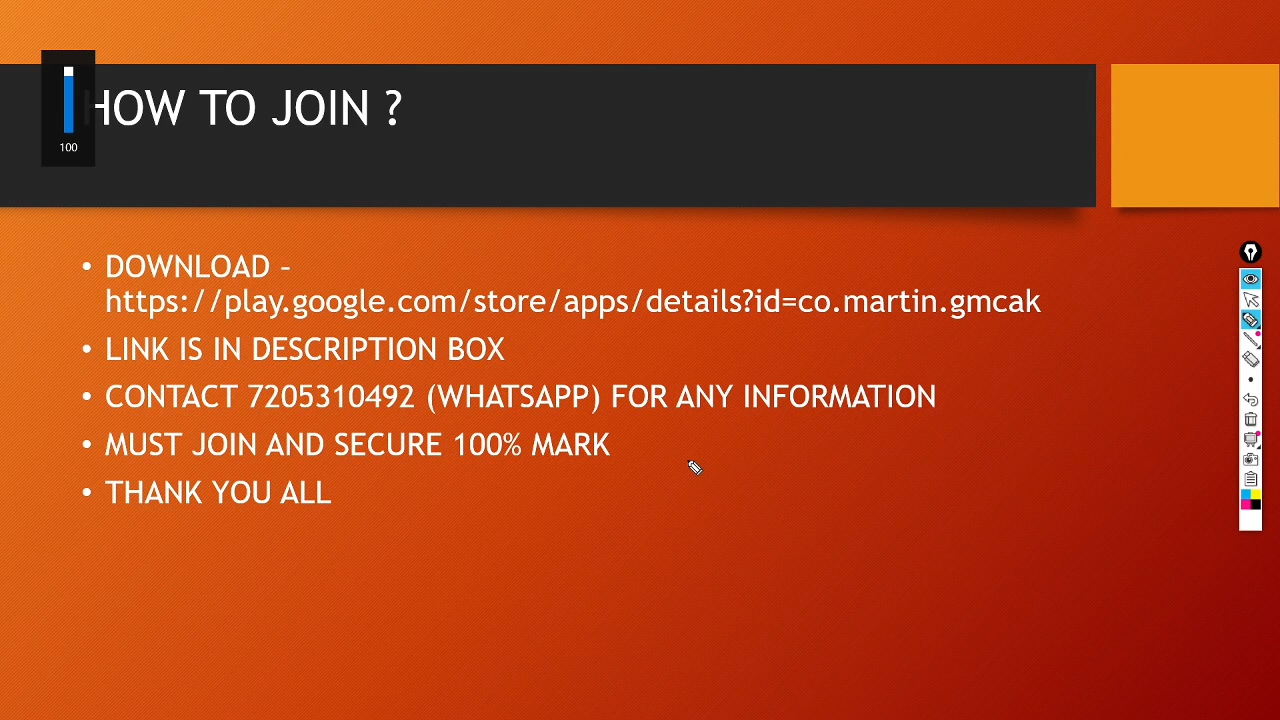 HOW TO JOIN ?
100
• DOWNLOAD –
https://play.google.com/store/apps/details?id=co.martin.gmcak
• LINK IS IN DESCRIPTION BOX
• CONTACT 7205310492 (WHATSAPP) FOR ANY INFORMATION
• MUST JOIN AND SECURE 100% MARK
• THANK YOU ALL